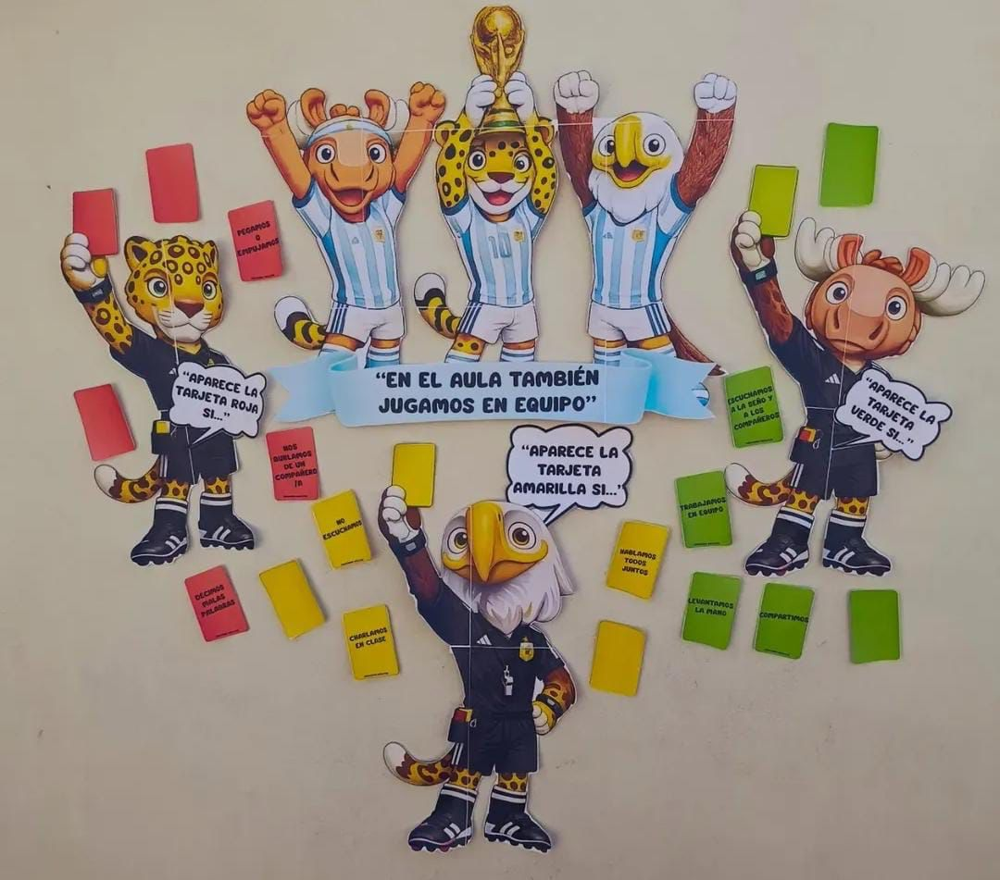 10
"EN EL AULA TAMBIÉN
JUGAMOS EN EQUIPO"
"APARECE LA
TARJETA ROJA
SI..."
PEGAMOS
O
EMPUJAMOS
NOS
BURLAMOS
DE UN
COMPAÑERO
/A
DECIMOS
MALAS
PALABRAS
"APARECE LA
TARJETA
AMARILLA SI..."
NO
ESCUCHAMOS
CHARLAMOS
EN CLASE
HABLAMOS
TODOS
JUNTOS
"APARECE LA
TARJETA
VERDE SI..."
ESCUCHAMOS
A LA SEÑO Y
A LOS
COMPAÑEROS
TRABAJAMOS
EN EQUIPO
LEVANTAMOS
LA MANO
COMPARTIMOS